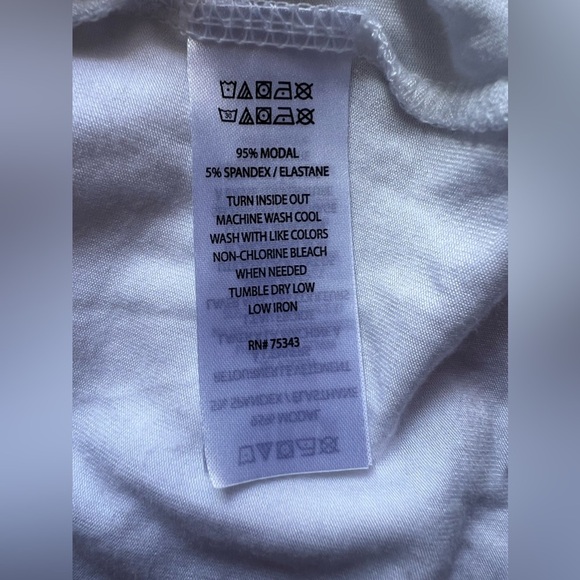 95% MODAL
5% SPANDEX / ELASTANE
TURN INSIDE OUT
MACHINE WASH COOL
WASH WITH LIKE COLORS
NON-CHLORINE BLEACH
WHEN NEEDED
TUMBLE DRY LOW
LOW IRON
RN# 75343